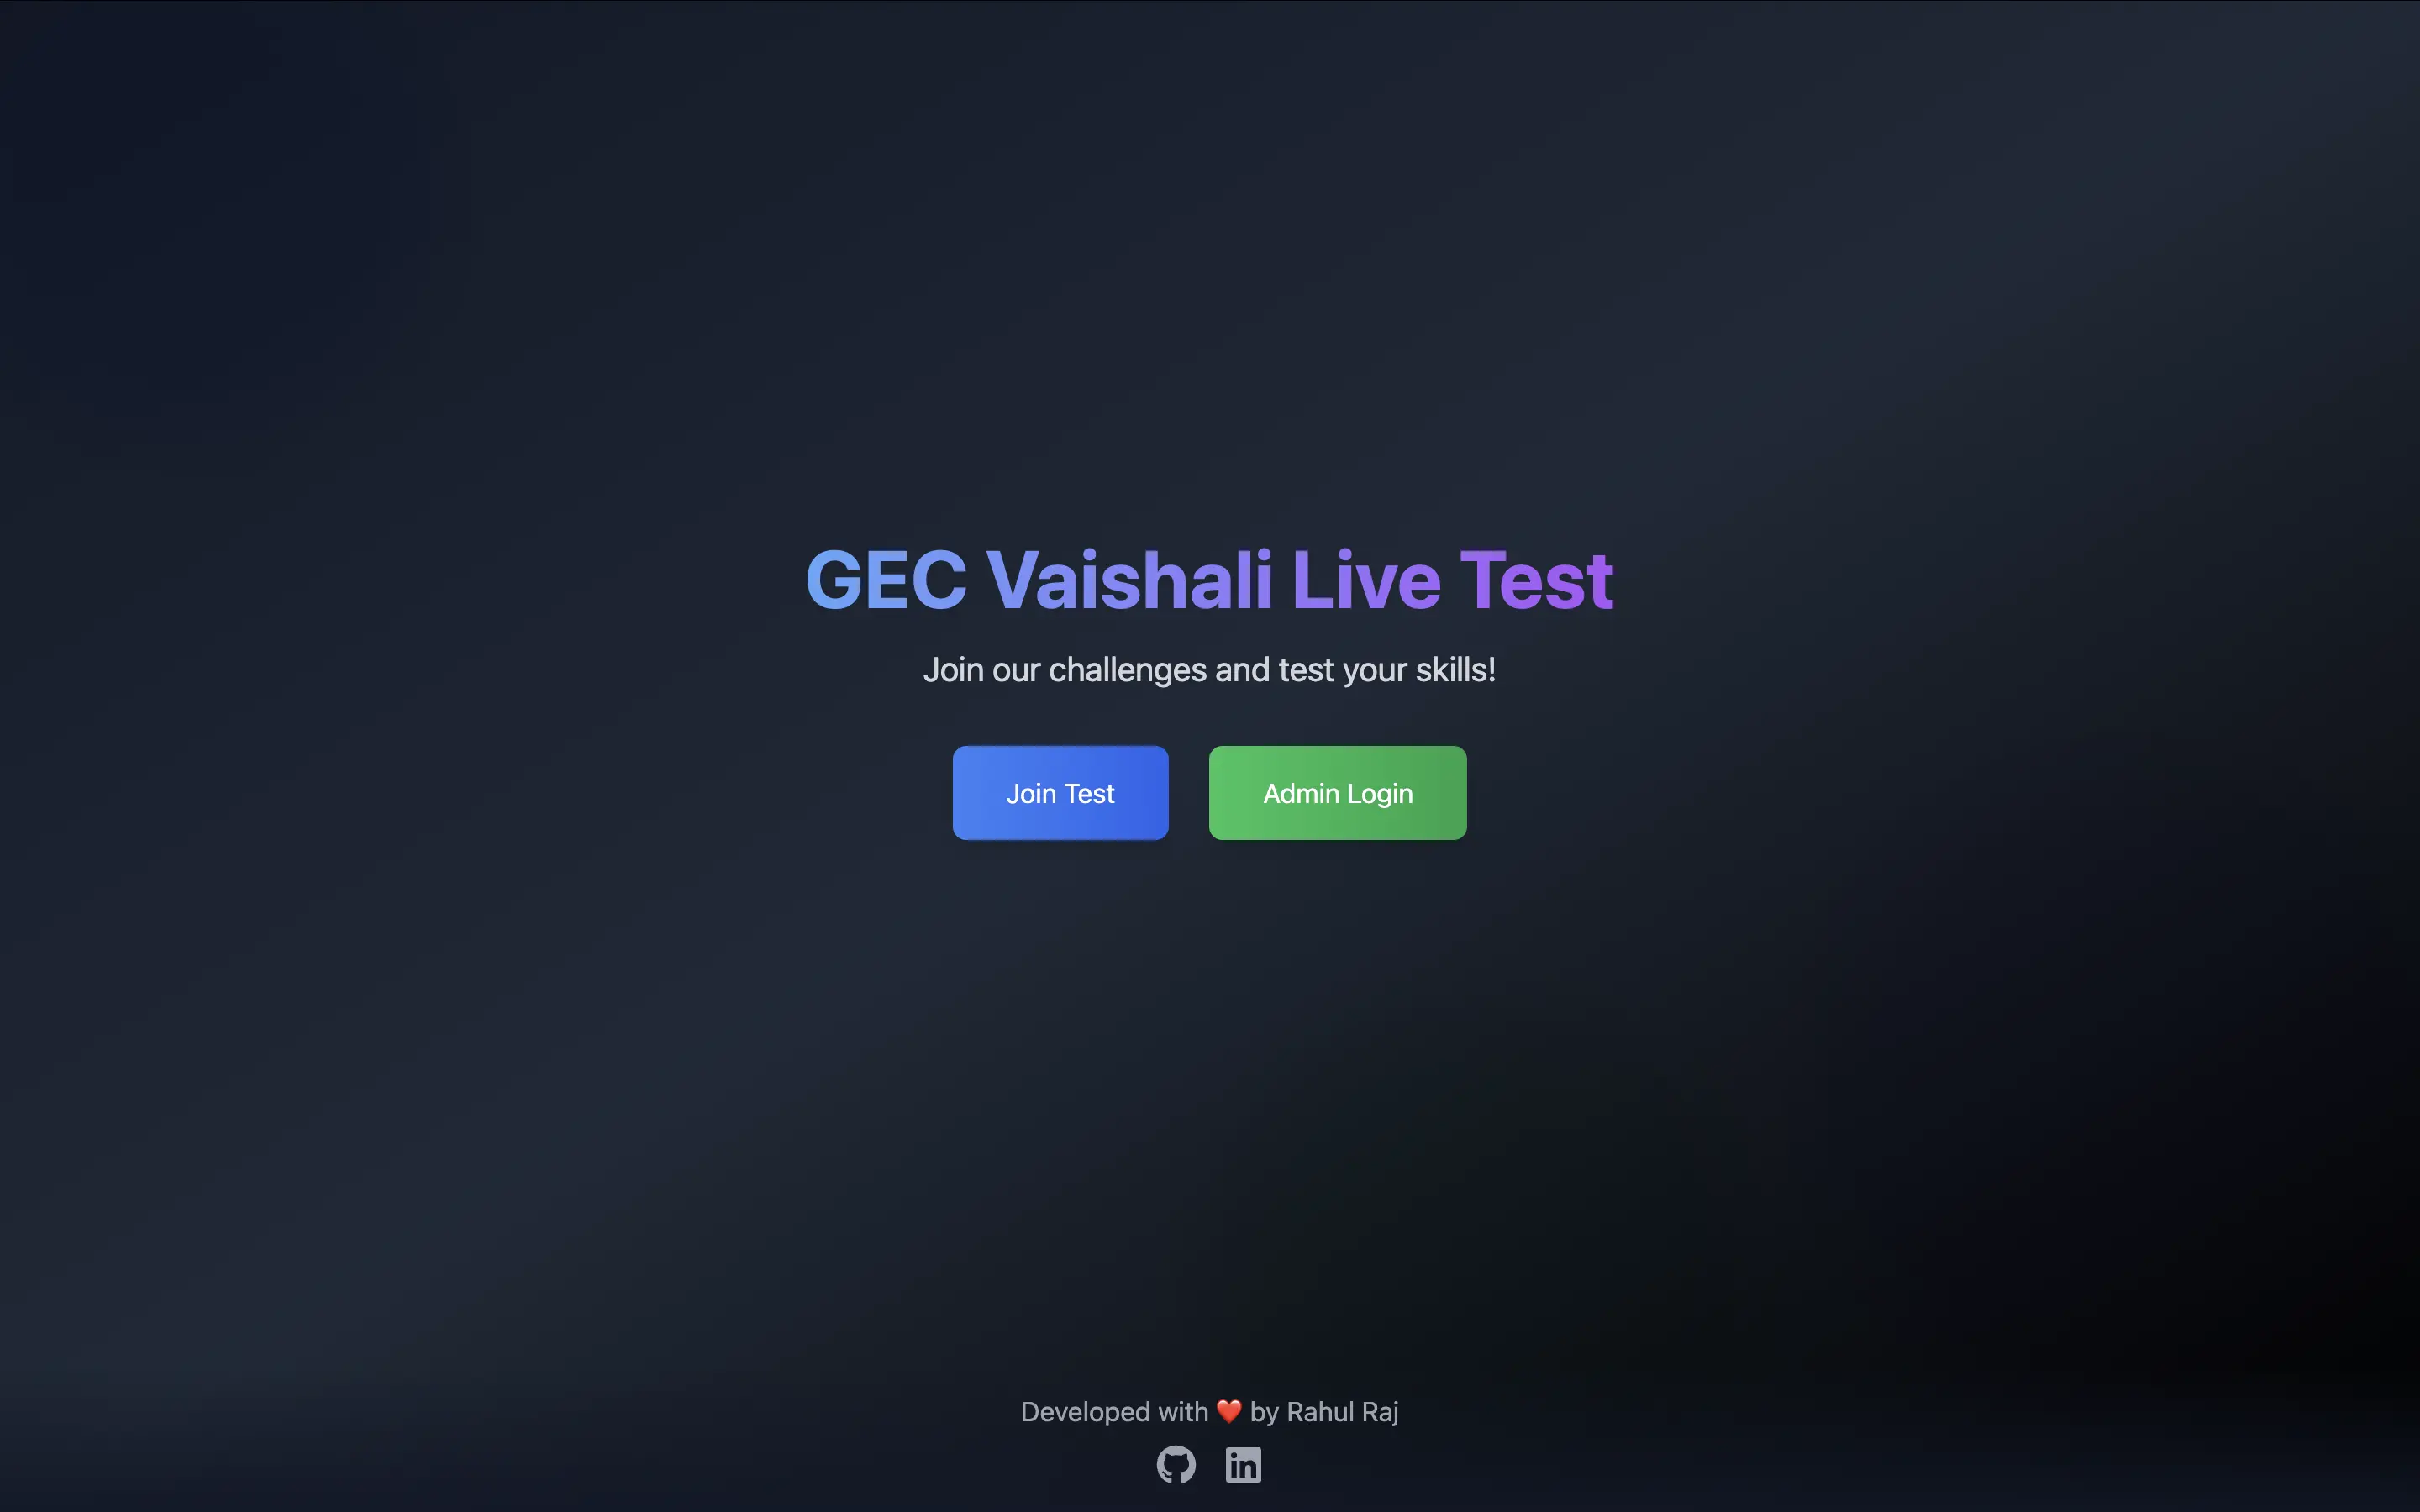 GEC Vaishali Live Test
Join our challenges and test your skills!
Join Test
Admin Login
Developed with ❤️ by Rahul Raj
in